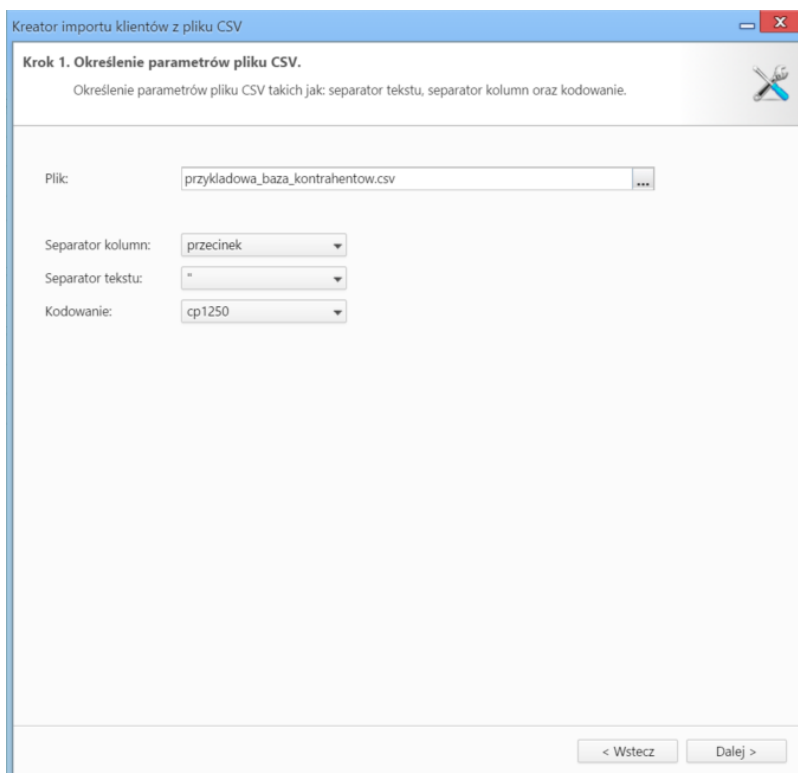 Kreator importu klientów z pliku CSV
Krok 1. Określenie parametrów pliku CSV.
Określenie parametrów pliku CSV takich jak: separator tekstu, separator kolumn oraz kodowanie.
Plik: przykladowa_baza_kontrahentow.csv ...
Separator kolumn: przecinek
Separator tekstu: "
Kodowanie: cp1250
< Wstecz Dalej >